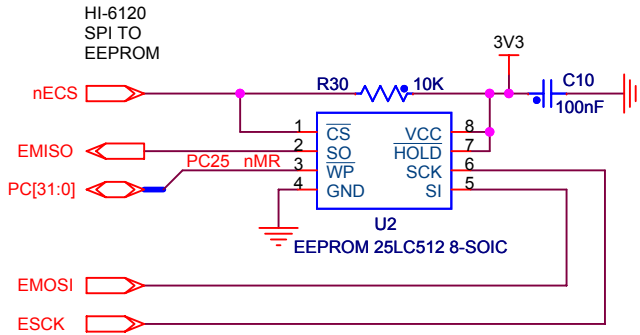 HI-6120
SPI TO
EEPROM
3V3
nECS
R30 10K
C10
100nF
1 CS VCC 8
EMISO
2 SO HOLD 7
PC25 nMR
3 WP SCK 6
PC[31:0]
4 GND SI 5
U2
EEPROM 25LC512 8-SOIC
EMOSI
ESCK